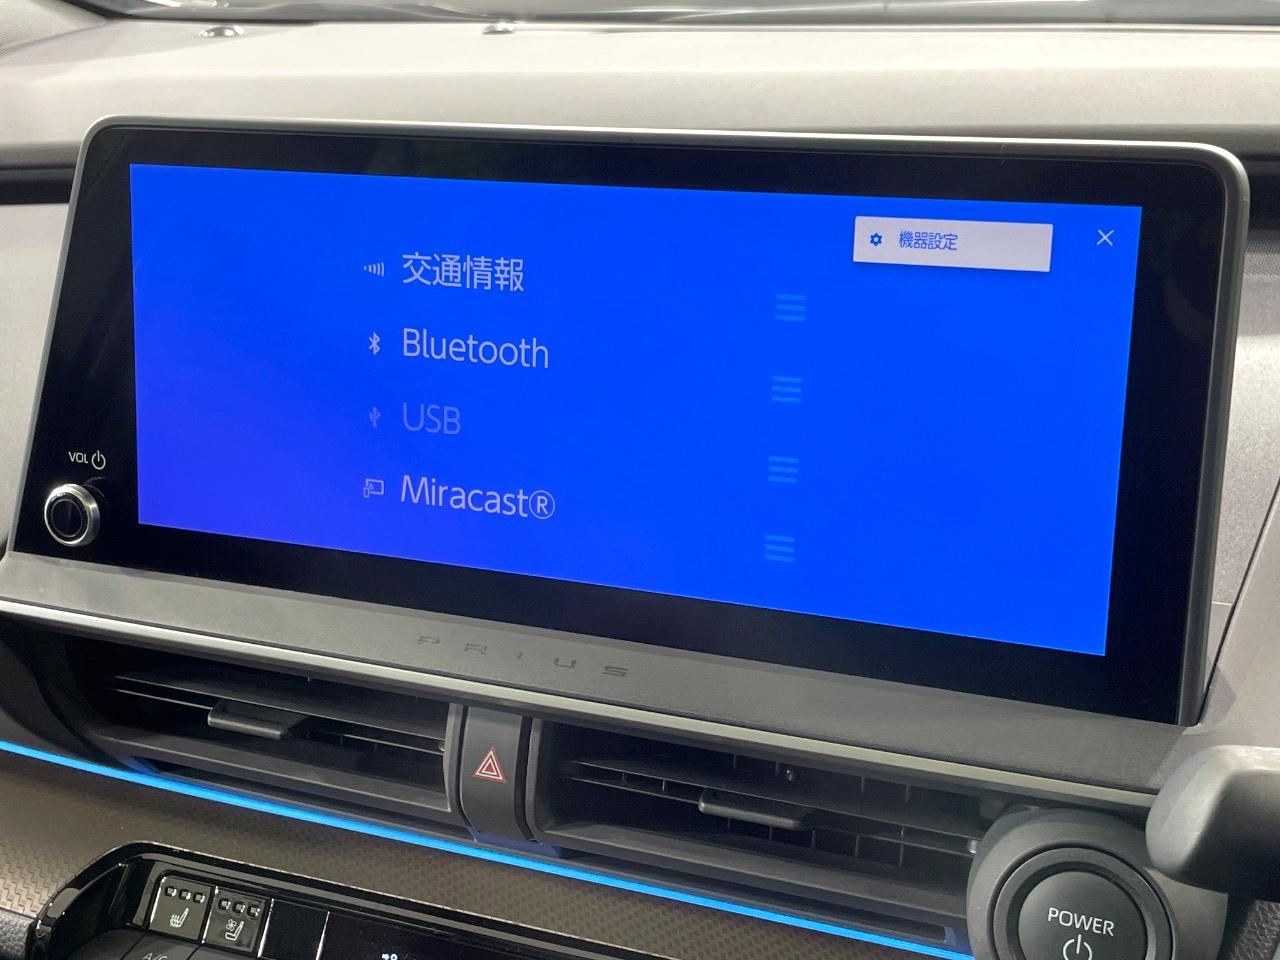 機器設定
交通情報
Bluetooth
USB
Miracast®
VOL
PRIUS
POWER
A/C